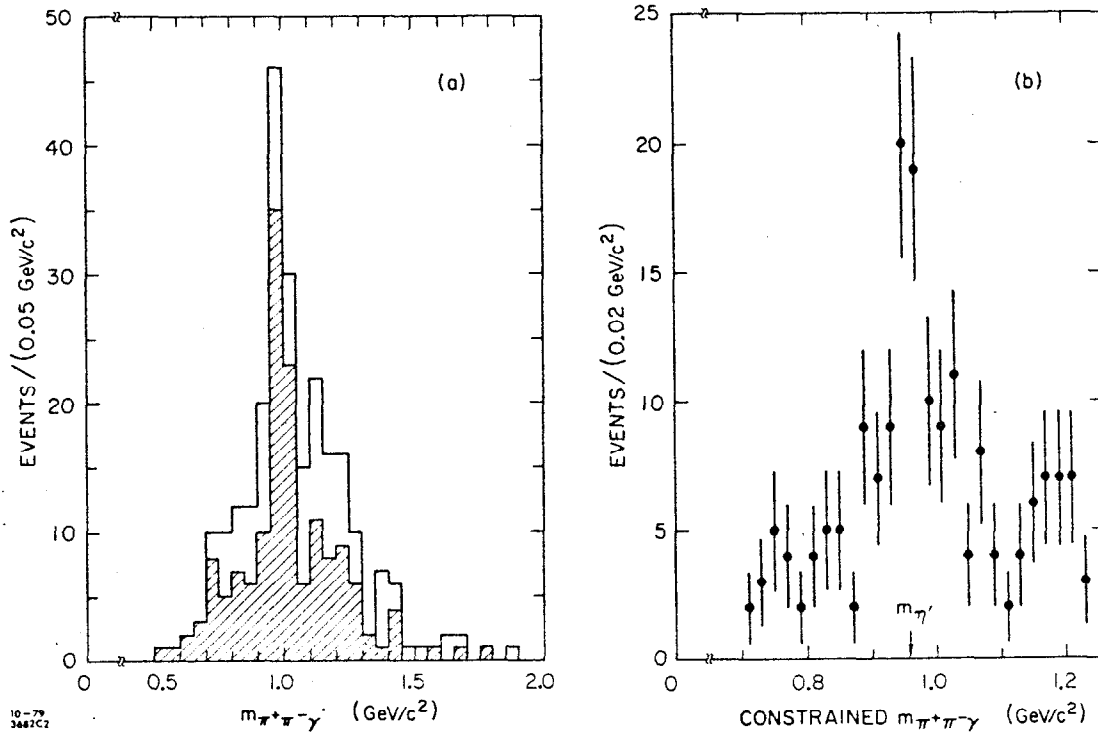 50
40
30
20
10
0
EVENTS/(0.05 GeV/c²)
(a)
0 0.5 1.0 1.5 2.0
m π⁺π⁻γ (GeV/c²)
10-79
3682C2
25
20
15
10
5
0
EVENTS/(0.02 GeV/c²)
(b)
m η′
0 0.8 1.0 1.2
CONSTRAINED m π⁺π⁻γ (GeV/c²)